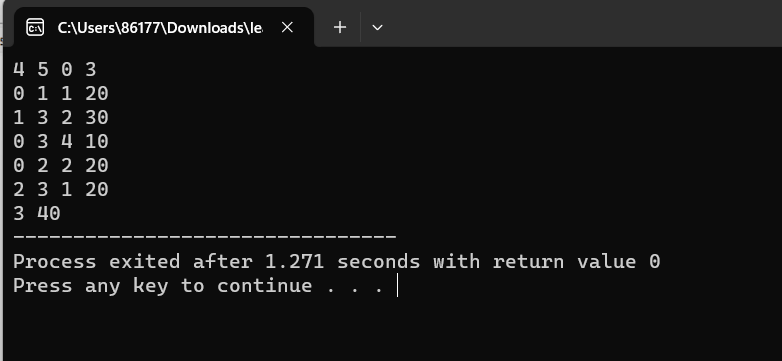 C:\Users\86177\Downloads\le
4 5 0 3
0 1 1 20
1 3 2 30
0 3 4 10
0 2 2 20
2 3 1 20
3 40
--------------------------------
Process exited after 1.271 seconds with return value 0
Press any key to continue . . .